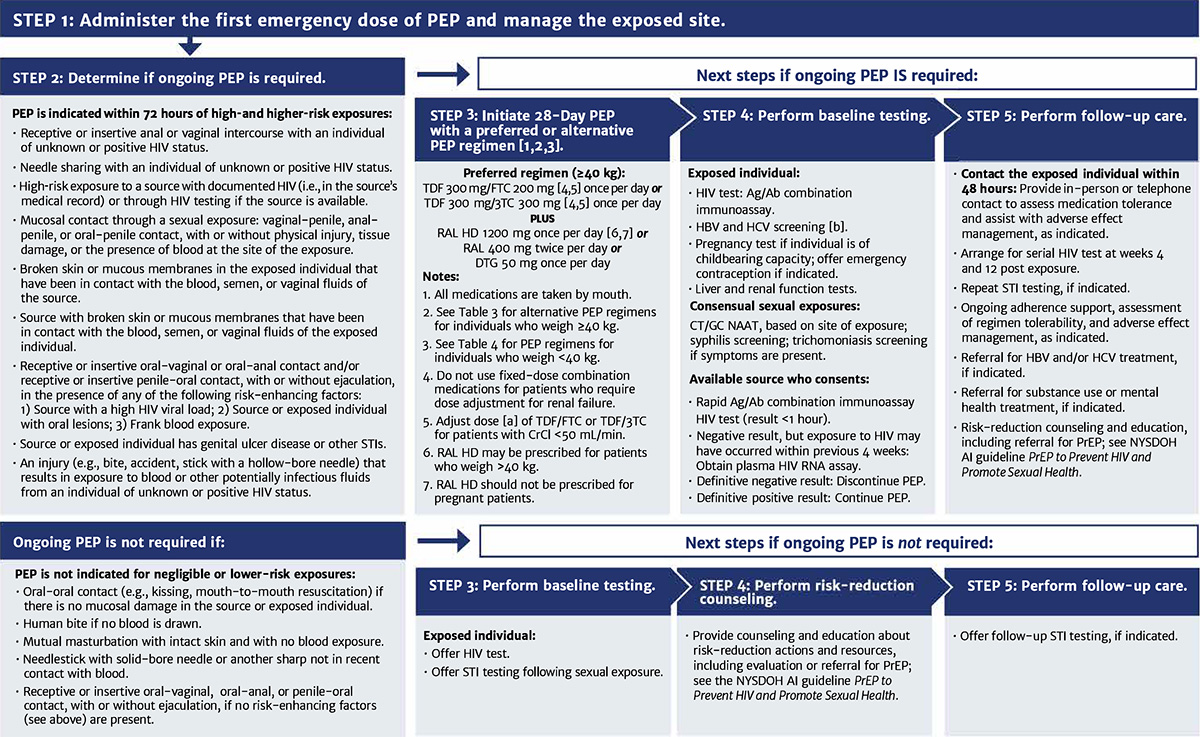 STEP 1: Administer the first emergency dose of PEP and manage the exposed site.
STEP 2: Determine if ongoing PEP is required.
PEP is indicated within 72 hours of high-and higher-risk exposures:
· Receptive or insertive anal or vaginal intercourse with an individual
of unknown or positive HIV status.
· Needle sharing with an individual of unknown or positive HIV status.
· High-risk exposure to a source with documented HIV (i.e., in the source's
medical record) or through HIV testing if the source is available.
· Mucosal contact through a sexual exposure: vaginal-penile, anal-
penile, or oral-penile contact, with or without physical injury, tissue
damage, or the presence of blood at the site of the exposure.
· Broken skin or mucous membranes in the exposed individual that
have been in contact with the blood, semen, or vaginal fluids of
the source.
· Source with broken skin or mucous membranes that have been
in contact with the blood, semen, or vaginal fluids of the exposed
individual.
· Receptive or insertive oral-vaginal or oral-anal contact and/or
receptive or insertive penile-oral contact, with or without ejaculation,
in the presence of any of the following risk-enhancing factors:
1) Source with a high HIV viral load; 2) Source or exposed individual
with oral lesions; 3) Frank blood exposure.
· Source or exposed individual has genital ulcer disease or other STIs.
· An injury (e.g., bite, accident, stick with a hollow-bore needle) that
results in exposure to blood or other potentially infectious fluids
from an individual of unknown or positive HIV status.
Next steps if ongoing PEP IS required:
STEP 3: Initiate 28-Day PEP
with a preferred or alternative
PEP regimen [1,2,3].
Preferred regimen (≥40 kg):
TDF 300 mg/FTC 200 mg [4,5] once per day or
TDF 300 mg/3TC 300 mg [4,5] once per day
PLUS
RAL HD 1200 mg once per day [6,7] or
RAL 400 mg twice per day or
DTG 50 mg once per day
Notes:
1. All medications are taken by mouth.
2. See Table 3 for alternative PEP regimens
for individuals who weigh ≥40 kg.
3. See Table 4 for PEP regimens for
individuals who weigh <40 kg.
4. Do not use fixed-dose combination
medications for patients who require
dose adjustment for renal failure.
5. Adjust dose [a] of TDF/FTC or TDF/3TC
for patients with CrCl <50 mL/min.
6. RAL HD may be prescribed for patients
who weigh >40 kg.
7. RAL HD should not be prescribed for
pregnant patients.
STEP 4: Perform baseline testing.
Exposed individual:
· HIV test: Ag/Ab combination
immunoassay.
· HBV and HCV screening [b].
· Pregnancy test if individual is of
childbearing capacity; offer emergency
contraception if indicated.
· Liver and renal function tests.
Consensual sexual exposures:
CT/GC NAAT, based on site of exposure;
syphilis screening; trichomoniasis screening
if symptoms are present.
Available source who consents:
· Rapid Ag/Ab combination immunoassay
HIV test (result <1 hour).
· Negative result, but exposure to HIV may
have occurred within previous 4 weeks:
Obtain plasma HIV RNA assay.
· Definitive negative result: Discontinue PEP.
· Definitive positive result: Continue PEP.
STEP 5: Perform follow-up care.
· Contact the exposed individual within
48 hours: Provide in-person or telephone
contact to assess medication tolerance
and assist with adverse effect
management, as indicated.
· Arrange for serial HIV test at weeks 4
and 12 post exposure.
· Repeat STI testing, if indicated.
· Ongoing adherence support, assessment
of regimen tolerability, and adverse effect
management, as indicated.
· Referral for HBV and/or HCV treatment,
if indicated.
· Referral for substance use or mental
health treatment, if indicated.
· Risk-reduction counseling and education,
including referral for PrEP; see NYSDOH
AI guideline PrEP to Prevent HIV and
Promote Sexual Health.
Ongoing PEP is not required if:
PEP is not indicated for negligible or lower-risk exposures:
· Oral-oral contact (e.g., kissing, mouth-to-mouth resuscitation) if
there is no mucosal damage in the source or exposed individual.
· Human bite if no blood is drawn.
· Mutual masturbation with intact skin and with no blood exposure.
· Needlestick with solid-bore needle or another sharp not in recent
contact with blood.
· Receptive or insertive oral-vaginal, oral-anal, or penile-oral
contact, with or without ejaculation, if no risk-enhancing factors
(see above) are present.
Next steps if ongoing PEP is not required:
STEP 3: Perform baseline testing.
Exposed individual:
· Offer HIV test.
· Offer STI testing following sexual exposure.
STEP 4: Perform risk-reduction
counseling.
· Provide counseling and education about
risk-reduction actions and resources,
including evaluation or referral for PrEP;
see the NYSDOH AI guideline PrEP to
Prevent HIV and Promote Sexual Health.
STEP 5: Perform follow-up care.
· Offer follow-up STI testing, if indicated.